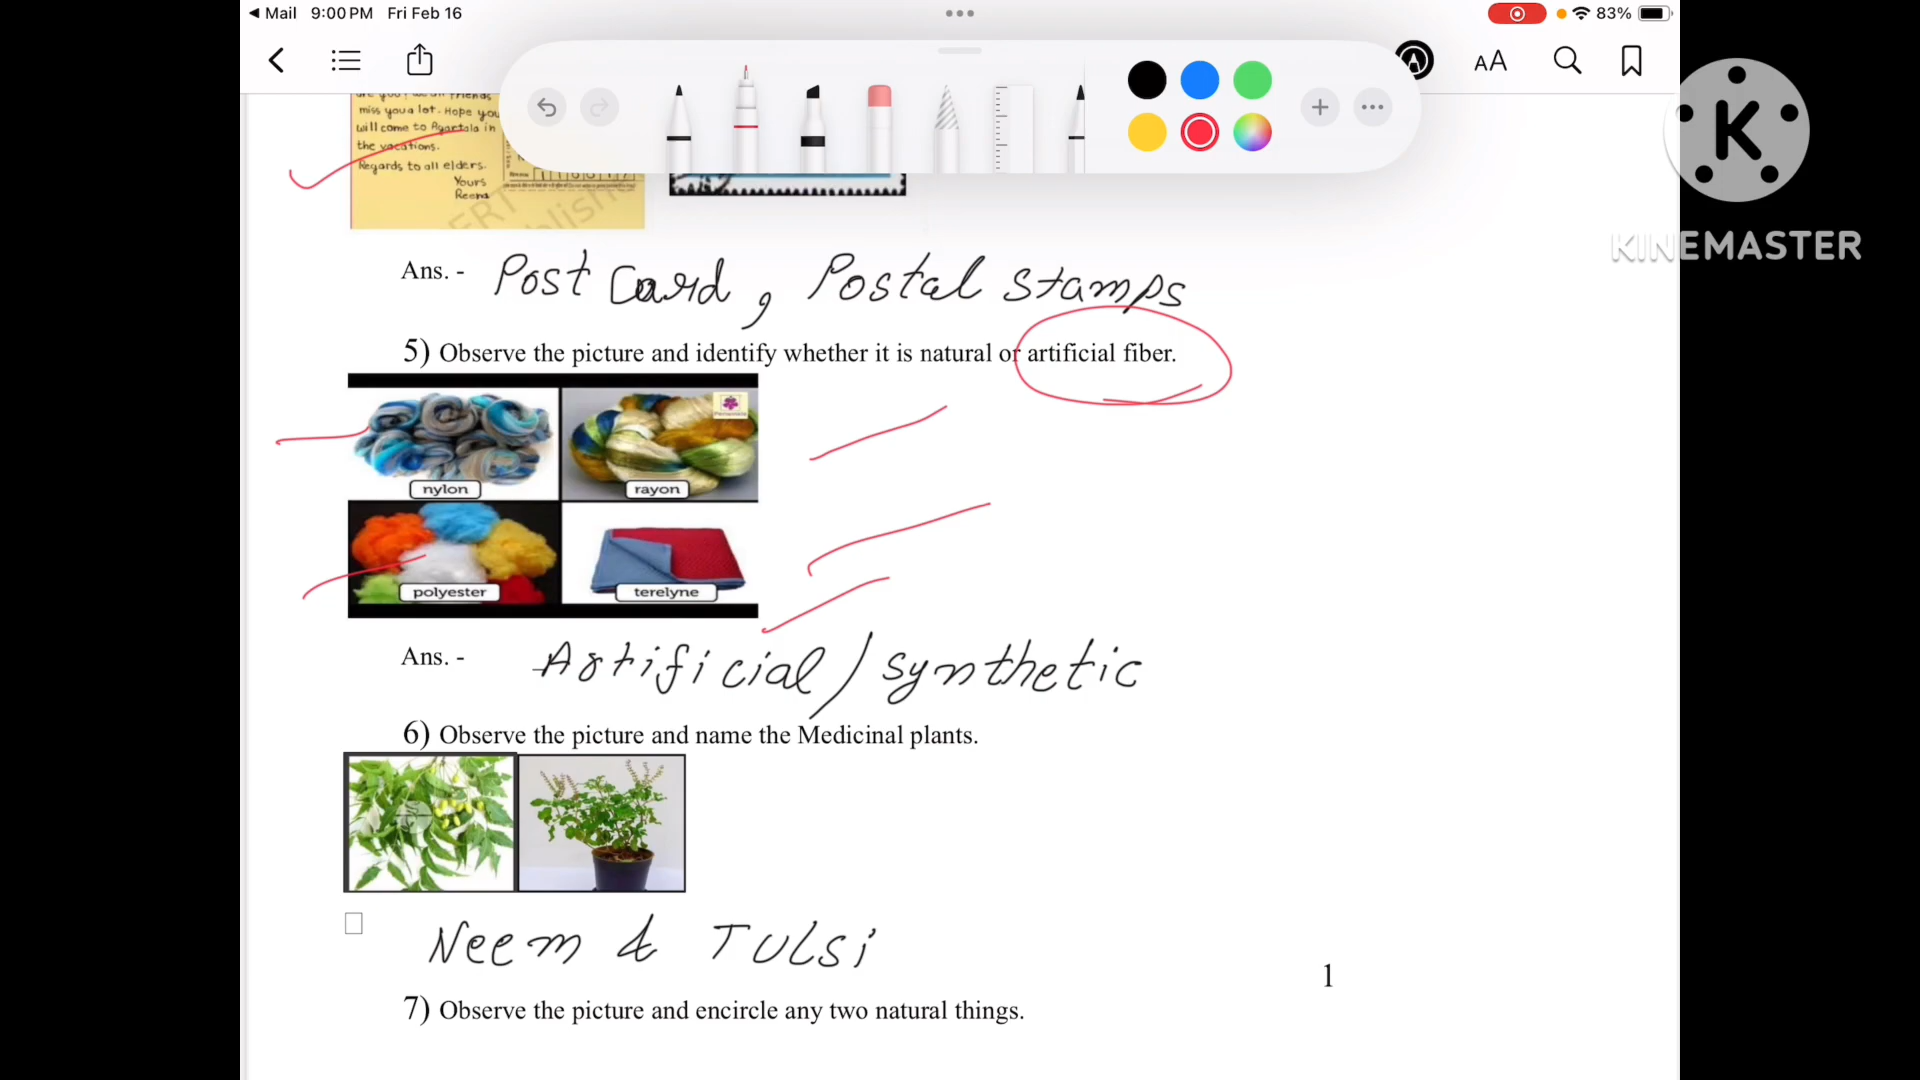 Mail 9:00 PM Fri Feb 16 83%
AA
miss you a lot. Hope you
will come to Agartala in
the vacations.
Regards to all elders.
Yours
Reena
KINEMASTER
Ans. - Post Card, Postal stamps
5) Observe the picture and identify whether it is natural or artificial fiber.
nylon
rayon
polyester
terelyne
Ans. - Artificial / synthetic
6) Observe the picture and name the Medicinal plants.
Neem & TULSI
1
7) Observe the picture and encircle any two natural things.